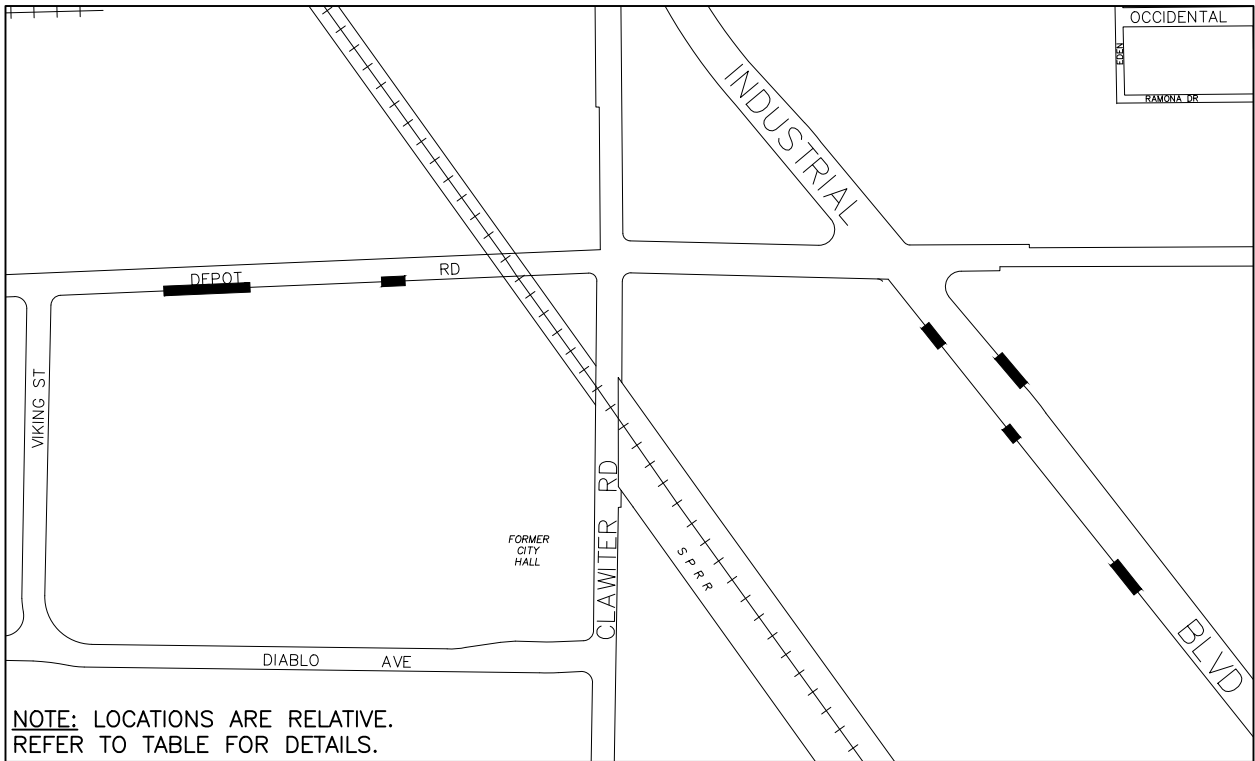 OCCIDENTAL
EDEN
RAMONA DR
INDUSTRIAL
DEPOT RD
VIKING ST
CLAWITER RD
FORMER
CITY
HALL
SPRR
BLVD
DIABLO AVE
NOTE: LOCATIONS ARE RELATIVE.
REFER TO TABLE FOR DETAILS.